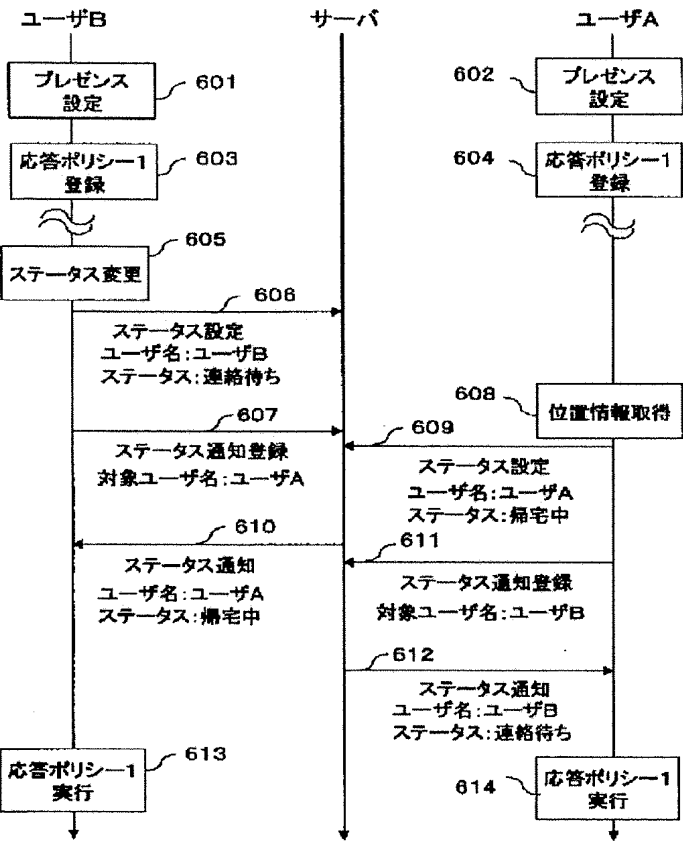 ユーザB
サーバ
ユーザA
プレゼンス
設定
601
602
プレゼンス
設定
応答ポリシー1
登録
603
604
応答ポリシー1
登録
605
ステータス変更
606
ステータス設定
ユーザ名:ユーザB
ステータス:連絡待ち
607
ステータス通知登録
対象ユーザ名:ユーザA
608
位置情報取得
609
ステータス設定
ユーザ名:ユーザA
ステータス:帰宅中
610
ステータス通知
ユーザ名:ユーザA
ステータス:帰宅中
611
ステータス通知登録
対象ユーザ名:ユーザB
612
ステータス通知
ユーザ名:ユーザB
ステータス:連絡待ち
応答ポリシー1
実行
613
614
応答ポリシー1
実行